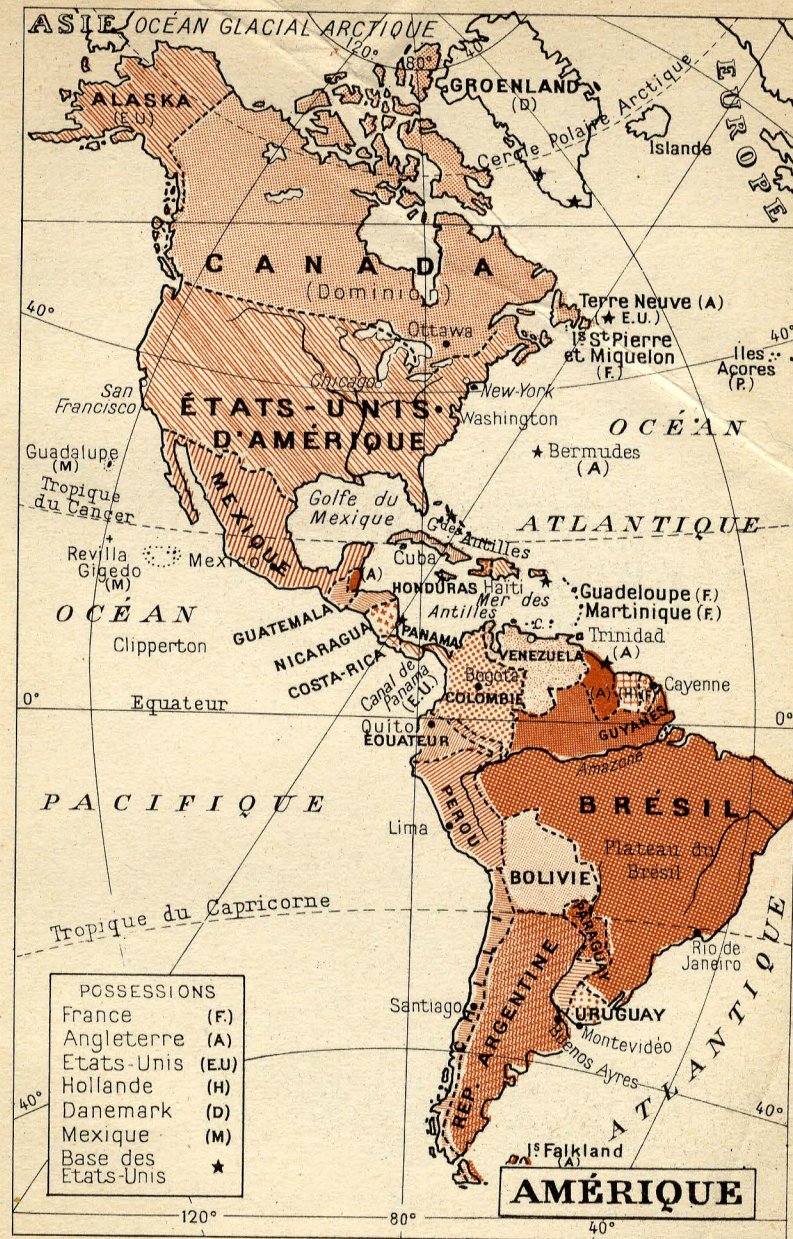 ASIE
OCÉAN GLACIAL ARCTIQUE
120°
80°
40°
GROENLAND
(D)
EUROPE
ALASKA
(E.U)
Cercle Polaire Arctique
Islande
CANADA
(Dominion)
40°
Terre Neuve (A)
(★ E.U.)
Is St Pierre
et Miquelon
(F.)
40°
Iles
Açores
(P.)
Ottawa
Chicago
New-York
San
Francisco
ÉTATS-UNIS
D'AMÉRIQUE
Washington
OCÉAN
Guadalupe
(M)
★ Bermudes
(A)
Tropique
du Cancer
MEXIQUE
Golfe du
Mexique
ATLANTIQUE
Gdes Antilles
Revilla
Gigedo
(M)
Mexico
Cuba
(A)
HONDURAS
Haïti
Mer des
Antilles
Guadeloupe (F.)
Martinique (F.)
OCÉAN
GUATEMALA
Clipperton
NICARAGUA
PANAMA
C.
Trinidad
(A)
COSTA-RICA
VENEZUELA
Canal de
Panama
(E.U.)
Bogota
COLOMBIE
(A)
(H)
F
Cayenne
0°
Equateur
0°
Quito
ÉQUATEUR
GUYANES
Amazone
PACIFIQUE
PEROU
BRÉSIL
Lima
Plateau du
Bresil
BOLIVIE
Tropique du Capricorne
PARAGUAY
Rio de
Janeiro
POSSESSIONS
France (F.)
Angleterre (A)
Etats-Unis (E.U)
Hollande (H)
Danemark (D)
Mexique (M)
Base des
Etats-Unis ★
Santiago
CHILI
REP. ARGENTINE
URUGUAY
Montevidéo
Buenos Ayres
ATLANTIQUE
40°
40°
Is Falkland
(A)
AMÉRIQUE
120°
80°
40°